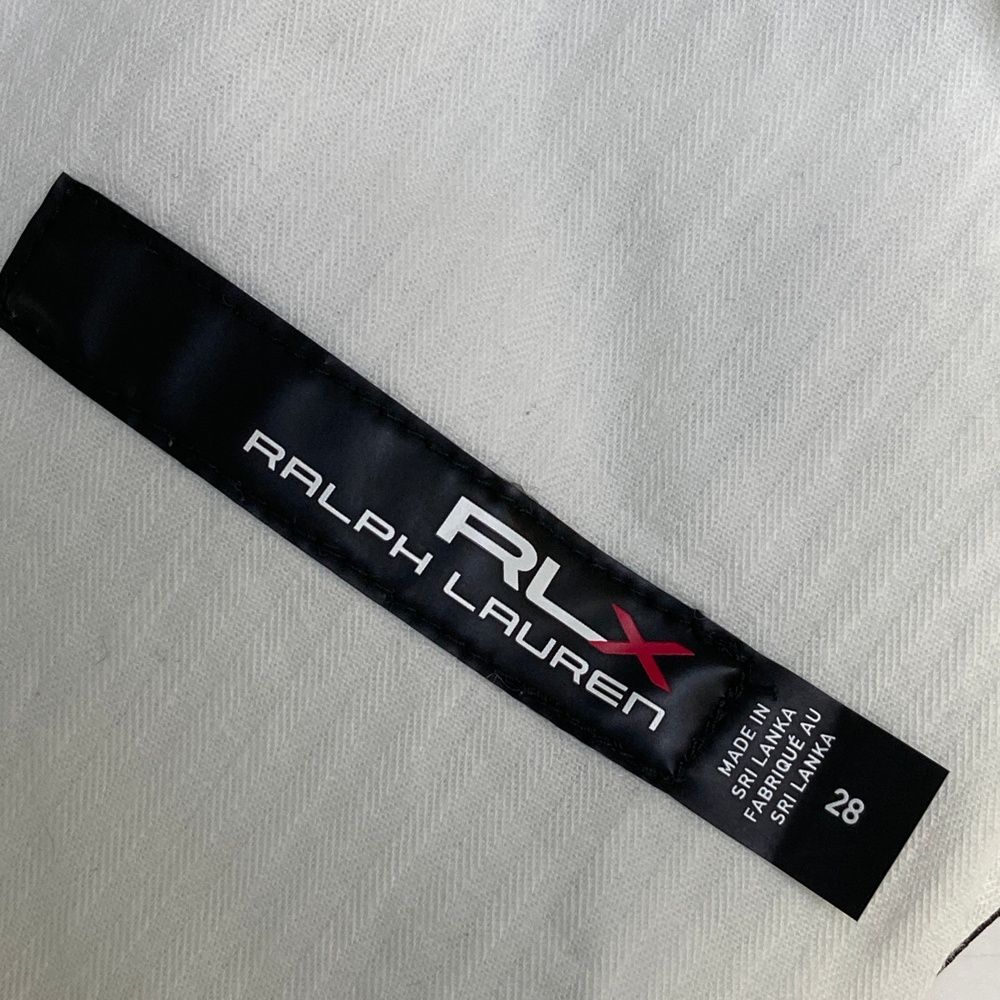 RLX
RALPH LAUREN
MADE IN
SRI LANKA
FABRIQUÉ AU
SRI LANKA
28